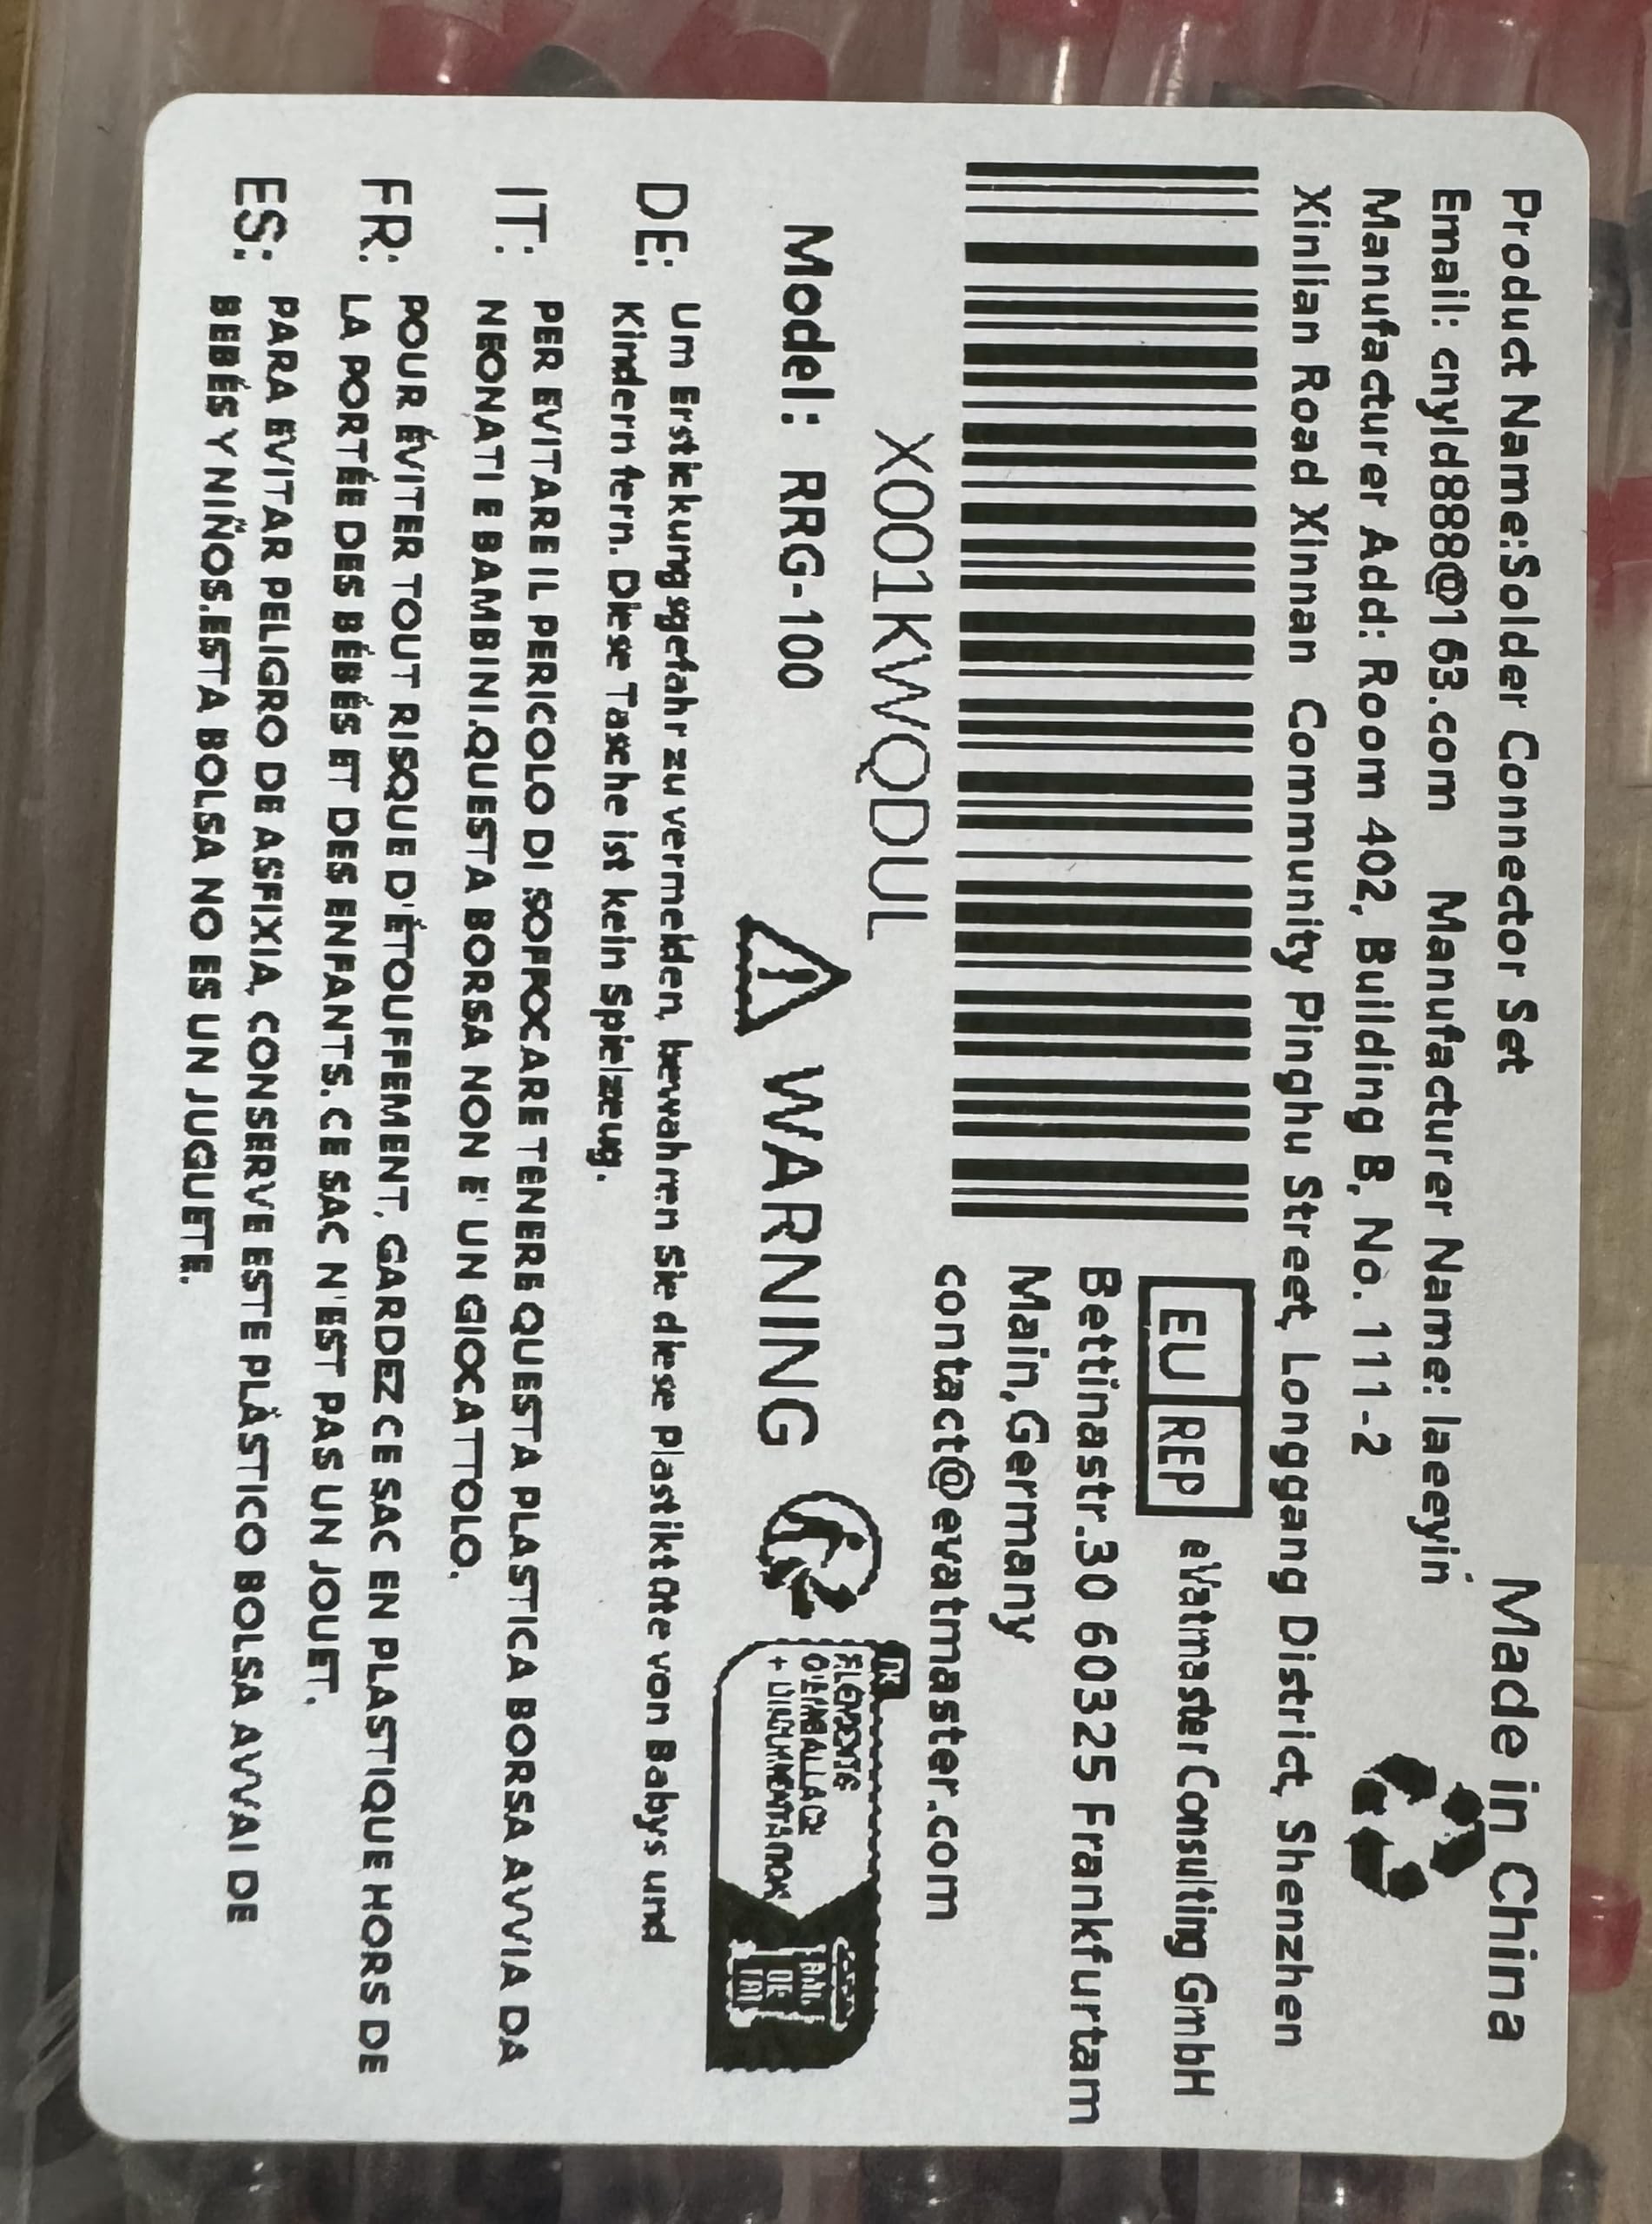 Product Name:Solder Connector Set
Made in China
Email: cnyld888@163.com Manufacturer Name: laeeyin
Manufacturer Add: Room 402, Building B, No. 111-2
Xinlian Road Xinnan Community Pinghu Street, Longgang District, Shenzhen
EU REP
eVatmaster Consulting GmbH
Bettinastr.30 60325 Frankfurtam
Main,Germany
contact@evatmaster.com
X001KWQDUL
Model: RRG-100
WARNING
FR
ÉLÉMENTS
D'EMBALLAGE
BAC
DE
TRI
DE: Um Erstickungsgefahr zu vermeiden, bewahren Sie diese Plastiktüte von Babys und
Kindern fern. Diese Tasche ist kein Spielzeug.
IT: PER EVITARE IL PERICOLO DI SOFFOCARE TENERE QUESTA PLASTICA BORSA AVVIA DA
NEONATI E BAMBINI.QUESTA BORSA NON E' UN GIOCATTOLO.
FR: POUR ÉVITER TOUT RISQUE D'ÉTOUFFEMENT, GARDEZ CE SAC EN PLASTIQUE HORS DE
LA PORTÉE DES BÉBÉS ET DES ENFANTS.CE SAC N'EST PAS UN JOUET.
ES: PARA EVITAR PELIGRO DE ASFIXIA, CONSERVE ESTE PLÁSTICO BOLSA AVVAI DE
BEBÉS Y NIÑOS.ESTA BOLSA NO ES UN JUGUETE.